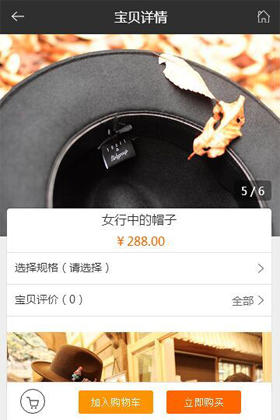 宝贝详情
5 / 6
女行中的帽子
￥288.00
选择规格（请选择）
宝贝评价（0）
全部
加入购物车
立即购买